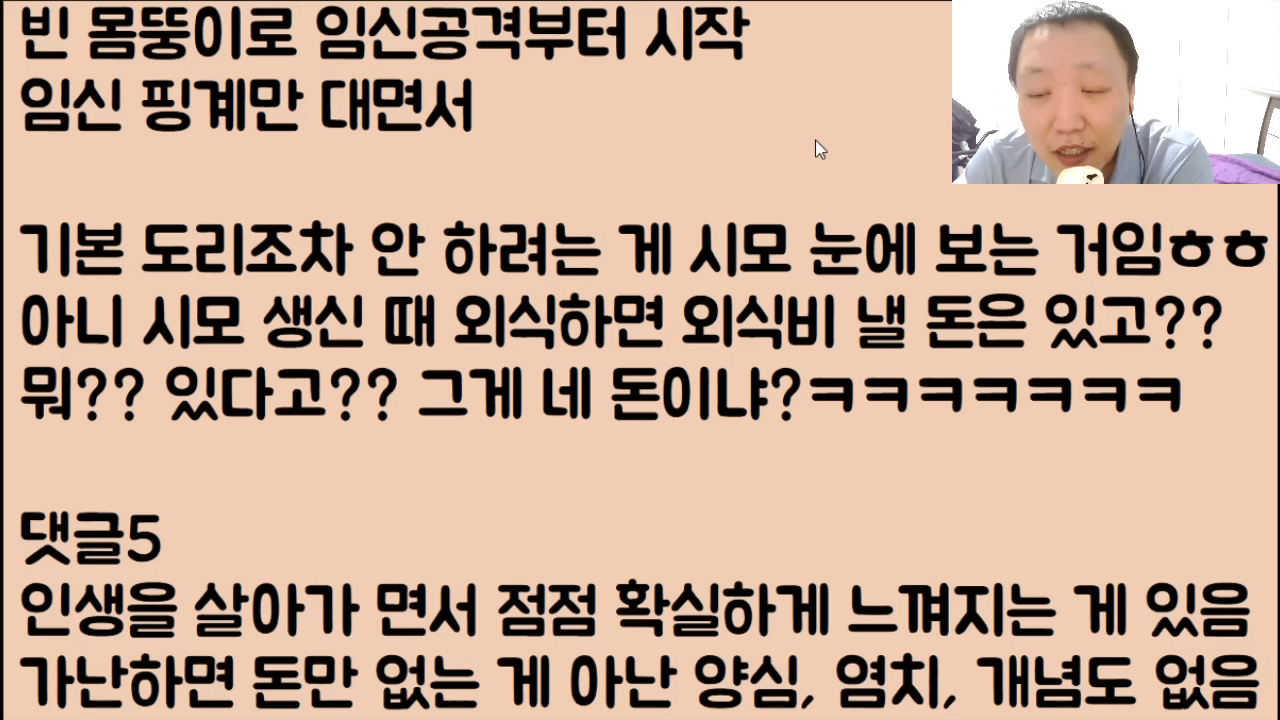 빈 몸뚱이로 임신공격부터 시작
임신 핑계만 대면서
기본 도리조차 안 하려는 게 시모 눈에 보는 거임ㅎㅎ
아니 시모 생신 때 외식하면 외식비 낼 돈은 있고??
뭐?? 있다고?? 그게 네 돈이냐?ㅋㅋㅋㅋㅋㅋㅋ
댓글5
인생을 살아가 면서 점점 확실하게 느껴지는 게 있음
가난하면 돈만 없는 게 아난 양심, 염치, 개념도 없음